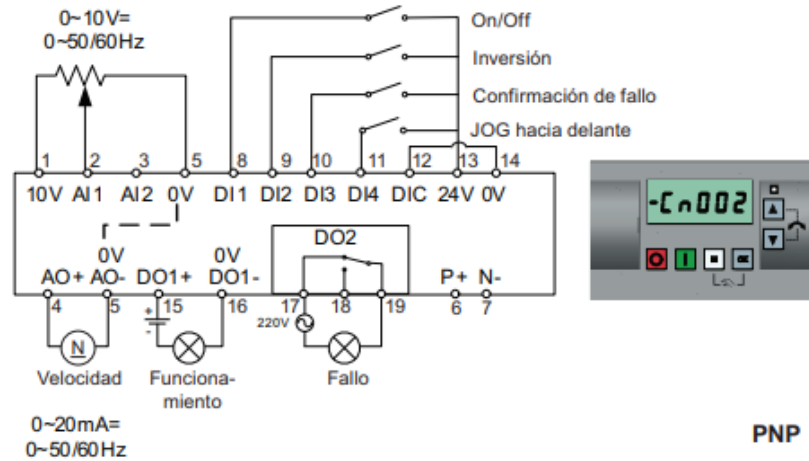 0~10V=
0~50/60Hz
On/Off
Inversión
Confirmación de fallo
JOG hacia delante
1 2 3 5 8 9 10 11 12 13 14
10V AI1 AI2 0V DI1 DI2 DI3 DI4 DIC 24V 0V
-Cn002
0V 0V DO2
AO+ AO- DO1+ DO1- P+ N-
4 5 15 16 17 18 19 6 7
+
-
220V
N
Velocidad
Funciona-
miento
Fallo
0~20mA=
0~50/60Hz
PNP
OK